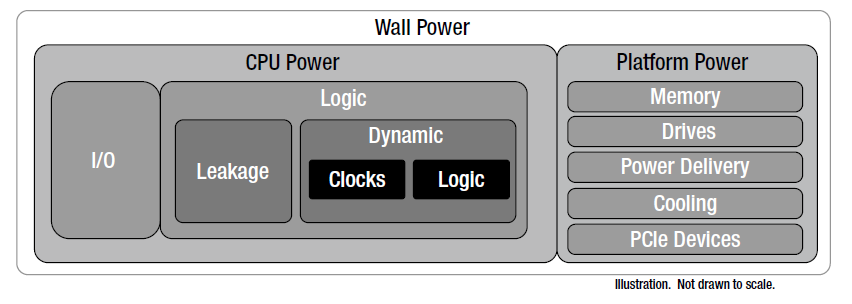 Wall Power
CPU Power
Platform Power
I/O
Logic
Leakage
Dynamic
Clocks
Logic
Memory
Drives
Power Delivery
Cooling
PCIe Devices
Illustration. Not drawn to scale.